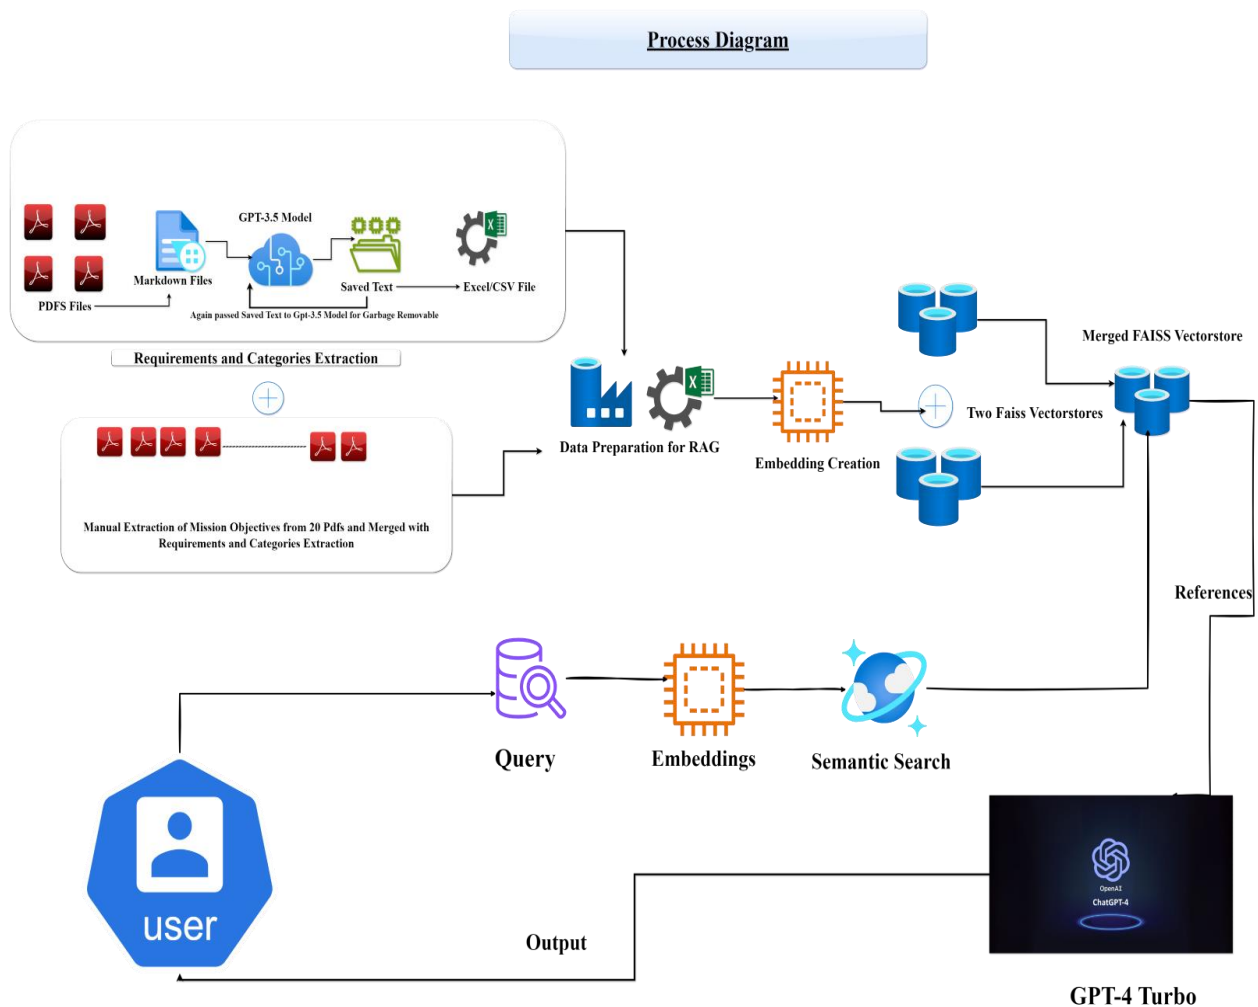 Process Diagram
GPT-3.5 Model
Markdown Files
PDFS Files
Saved Text
Excel/CSV File
Again passed Saved Text to Gpt-3.5 Model for Garbage Removable
Requirements and Categories Extraction
Manual Extraction of Mission Objectives from 20 Pdfs and Merged with
Requirements and Categories Extraction
X
Data Preparation for RAG
Embedding Creation
Two Faiss Vectorstores
Merged FAISS Vectorstore
References
Query
Embeddings
Semantic Search
user
Output
OpenAI
ChatGPT-4
GPT-4 Turbo